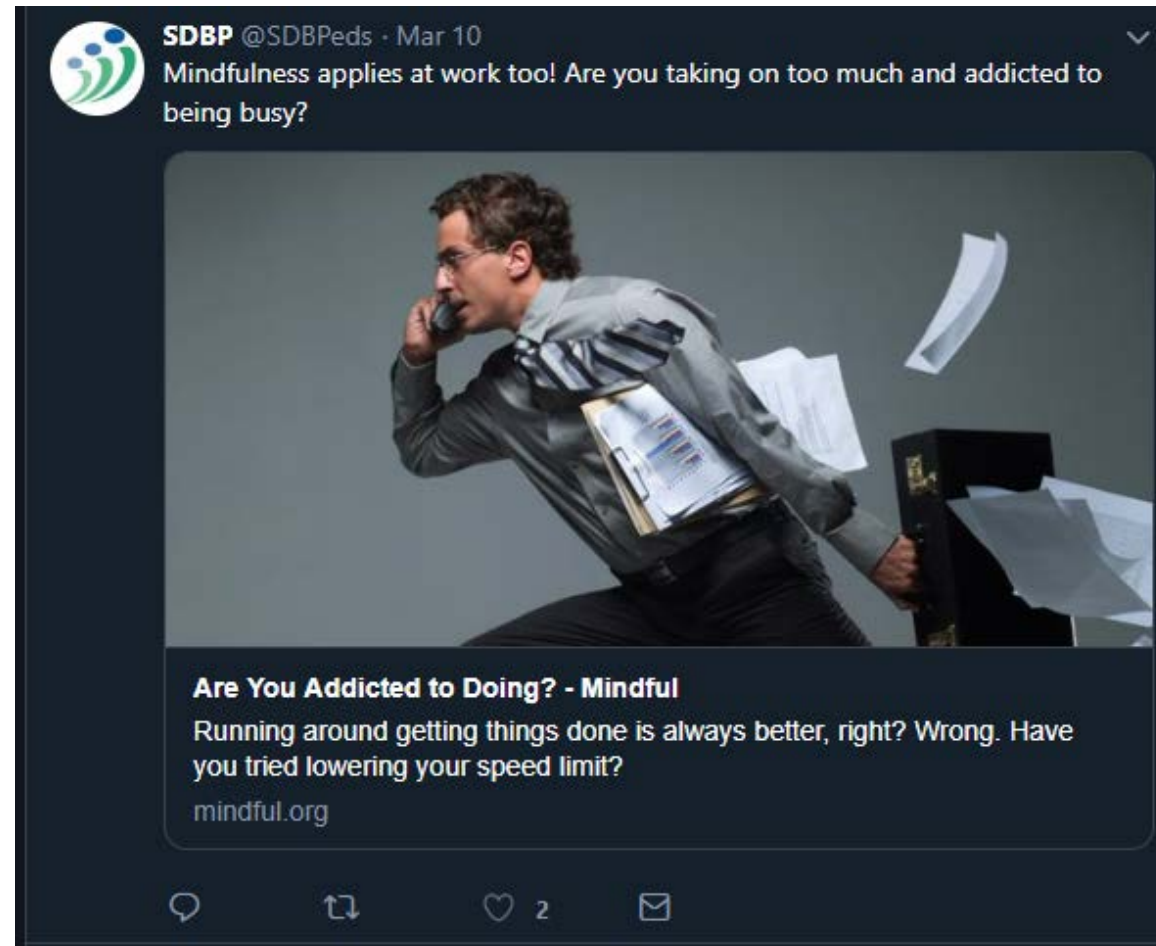 SDBP @SDBPeds · Mar 10
Mindfulness applies at work too! Are you taking on too much and addicted to
being busy?
Are You Addicted to Doing? - Mindful
Running around getting things done is always better, right? Wrong. Have
you tried lowering your speed limit?
mindful.org
2